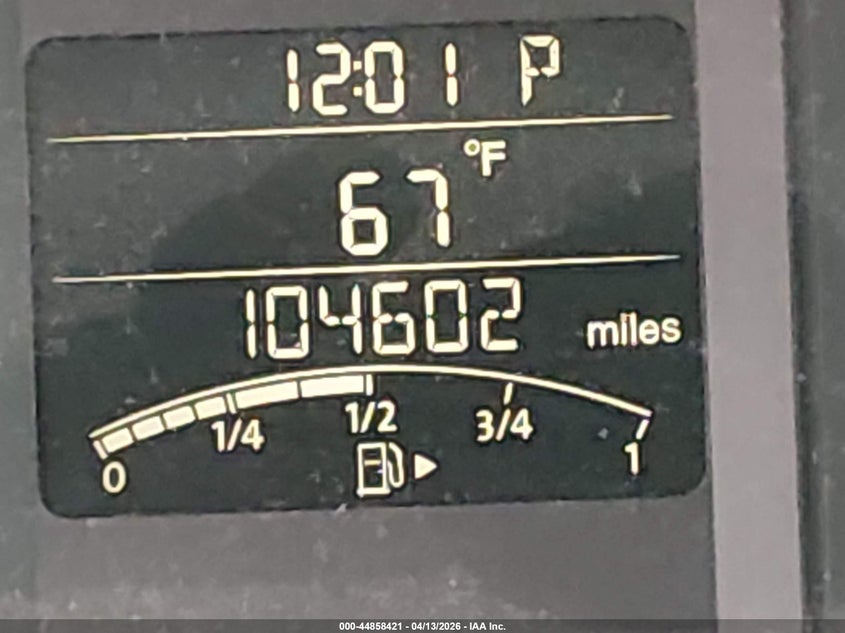 12:01 P
67 °F
104602 miles
0 1/4 1/2 3/4 1
000-44858421 - 04/13/2026 - IAA Inc.